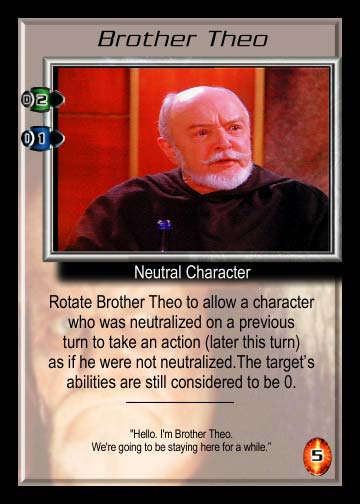 Brother Theo
2
1
Neutral Character
Rotate Brother Theo to allow a character
who was neutralized on a previous
turn to take an action (later this turn)
as if he were not neutralized.The target's
abilities are still considered to be 0.
"Hello. I'm Brother Theo.
We're going to be staying here for a while."
5